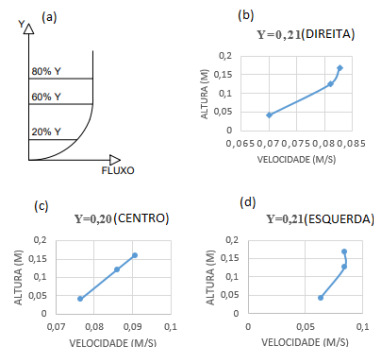 (a)
Y
80% Y
60% Y
20% Y
FLUXO
(b)
Y=0,21(DIREITA)
ALTURA (M)
0,2
0,15
0,1
0,05
0
0,065 0,07 0,075 0,08 0,085
VELOCIDADE (M/S)
(c)
Y=0,20(CENTRO)
ALTURA (M)
0,2
0,15
0,1
0,05
0
0,07 0,08 0,09 0,1
VELOCIDADE (M/S)
(d)
Y=0,21(ESQUERDA)
ALTURA (M)
0,2
0,15
0,1
0,05
0
0 0,05 0,1
VELOCIDADE (M/S)